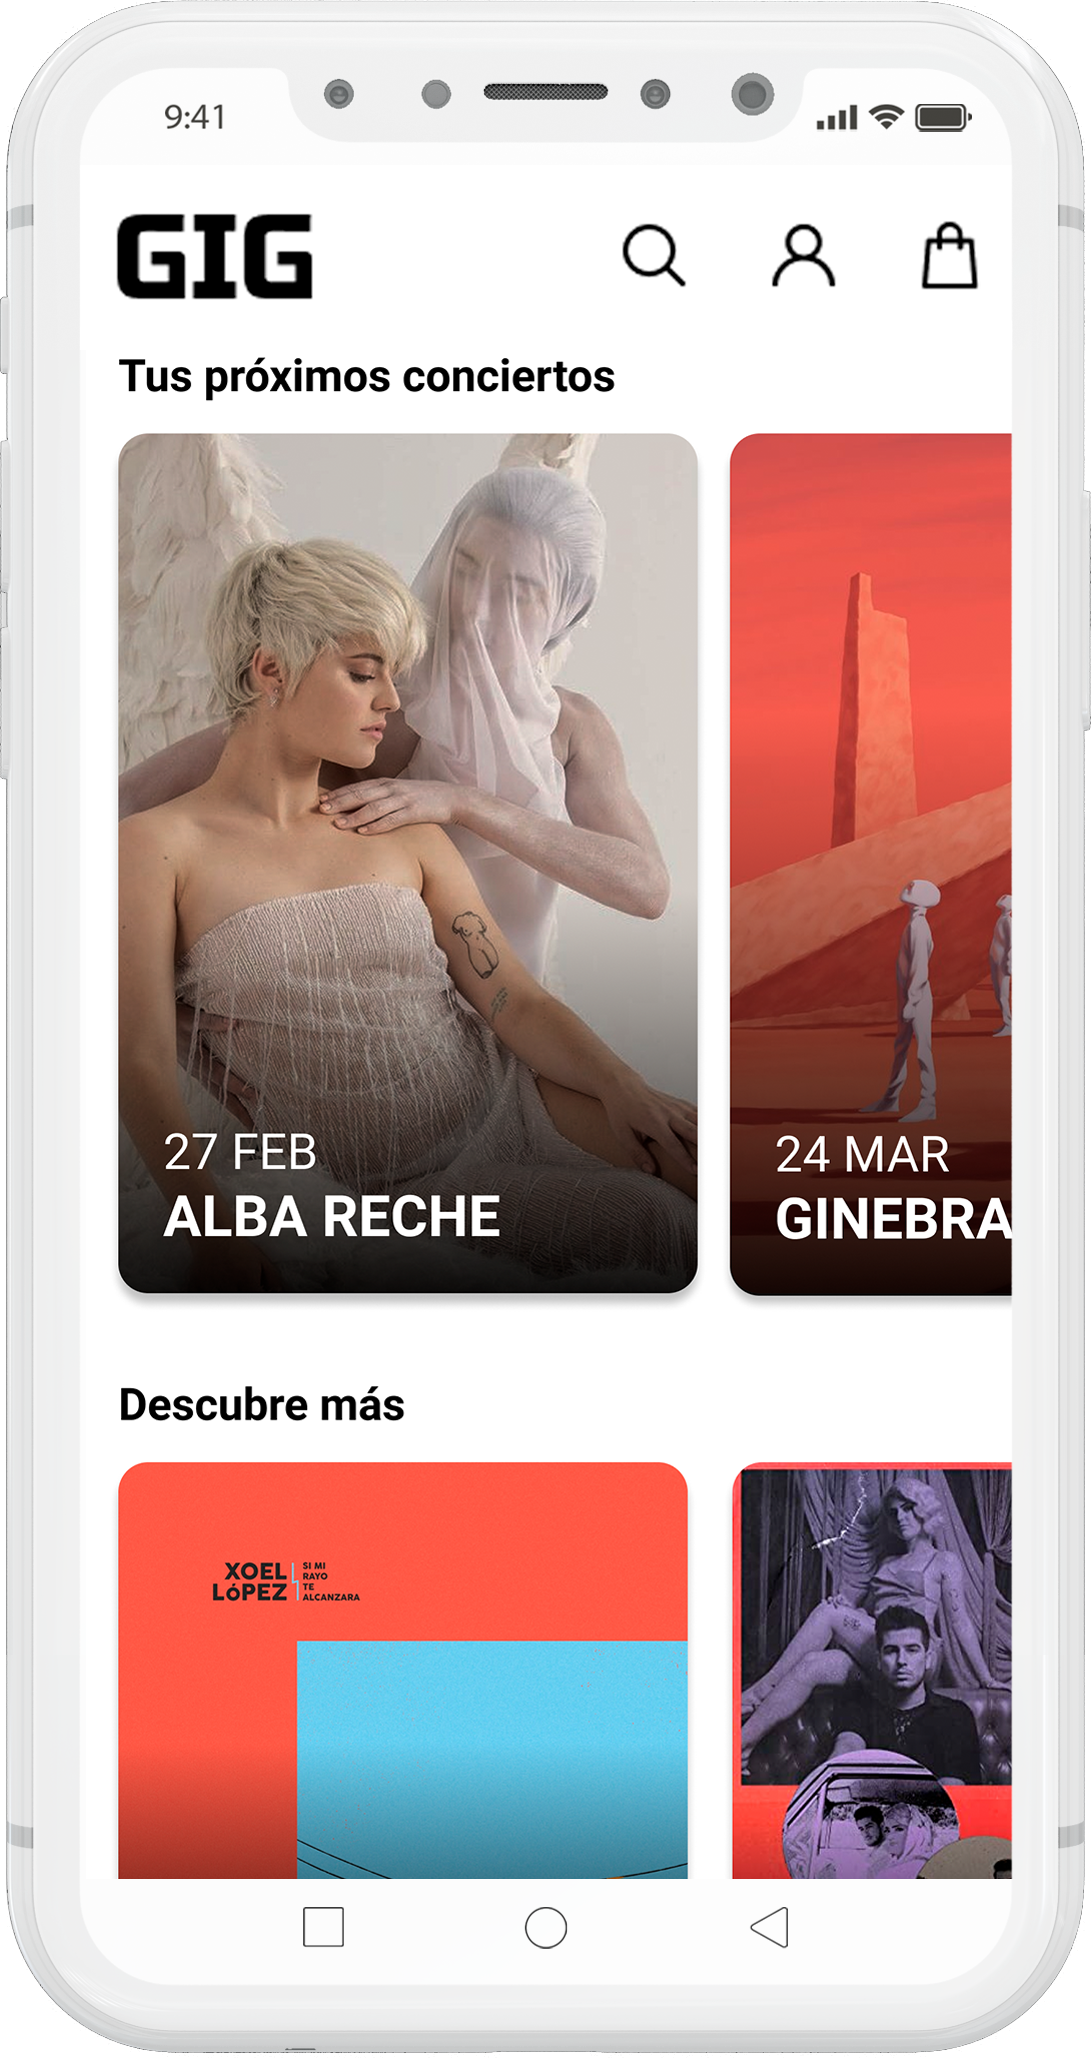 9:41
GIG
Tus próximos conciertos
27 FEB
ALBA RECHE
24 MAR
GINEBRA
Descubre más
XOEL
LóPEZ
SI MI
RAYO
TE
ALCANZARA